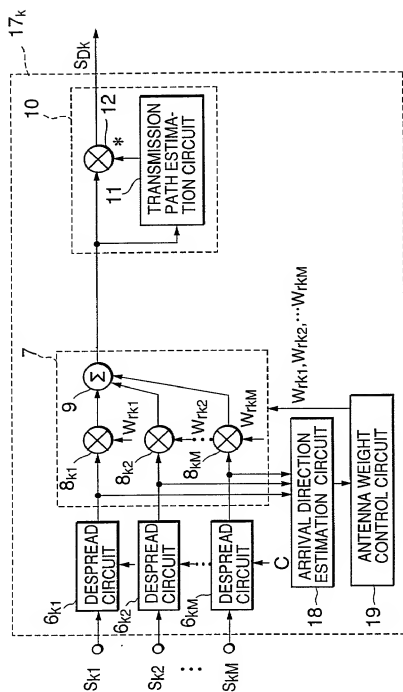 17k
SDk
10
12
*
11
TRANSMISSION
PATH ESTIMA-
TION CIRCUIT
7
9
Σ
8k1
Wrk1
8k2
Wrk2
8kM
WrkM
Wrk1, Wrk2, ···WrkM
6k1
DESPREAD
CIRCUIT
6k2
DESPREAD
CIRCUIT
6kM
DESPREAD
CIRCUIT
C
ARRIVAL DIRECTION
ESTIMATION CIRCUIT
18
ANTENNA WEIGHT
CONTROL CIRCUIT
19
Sk1
Sk2
SkM